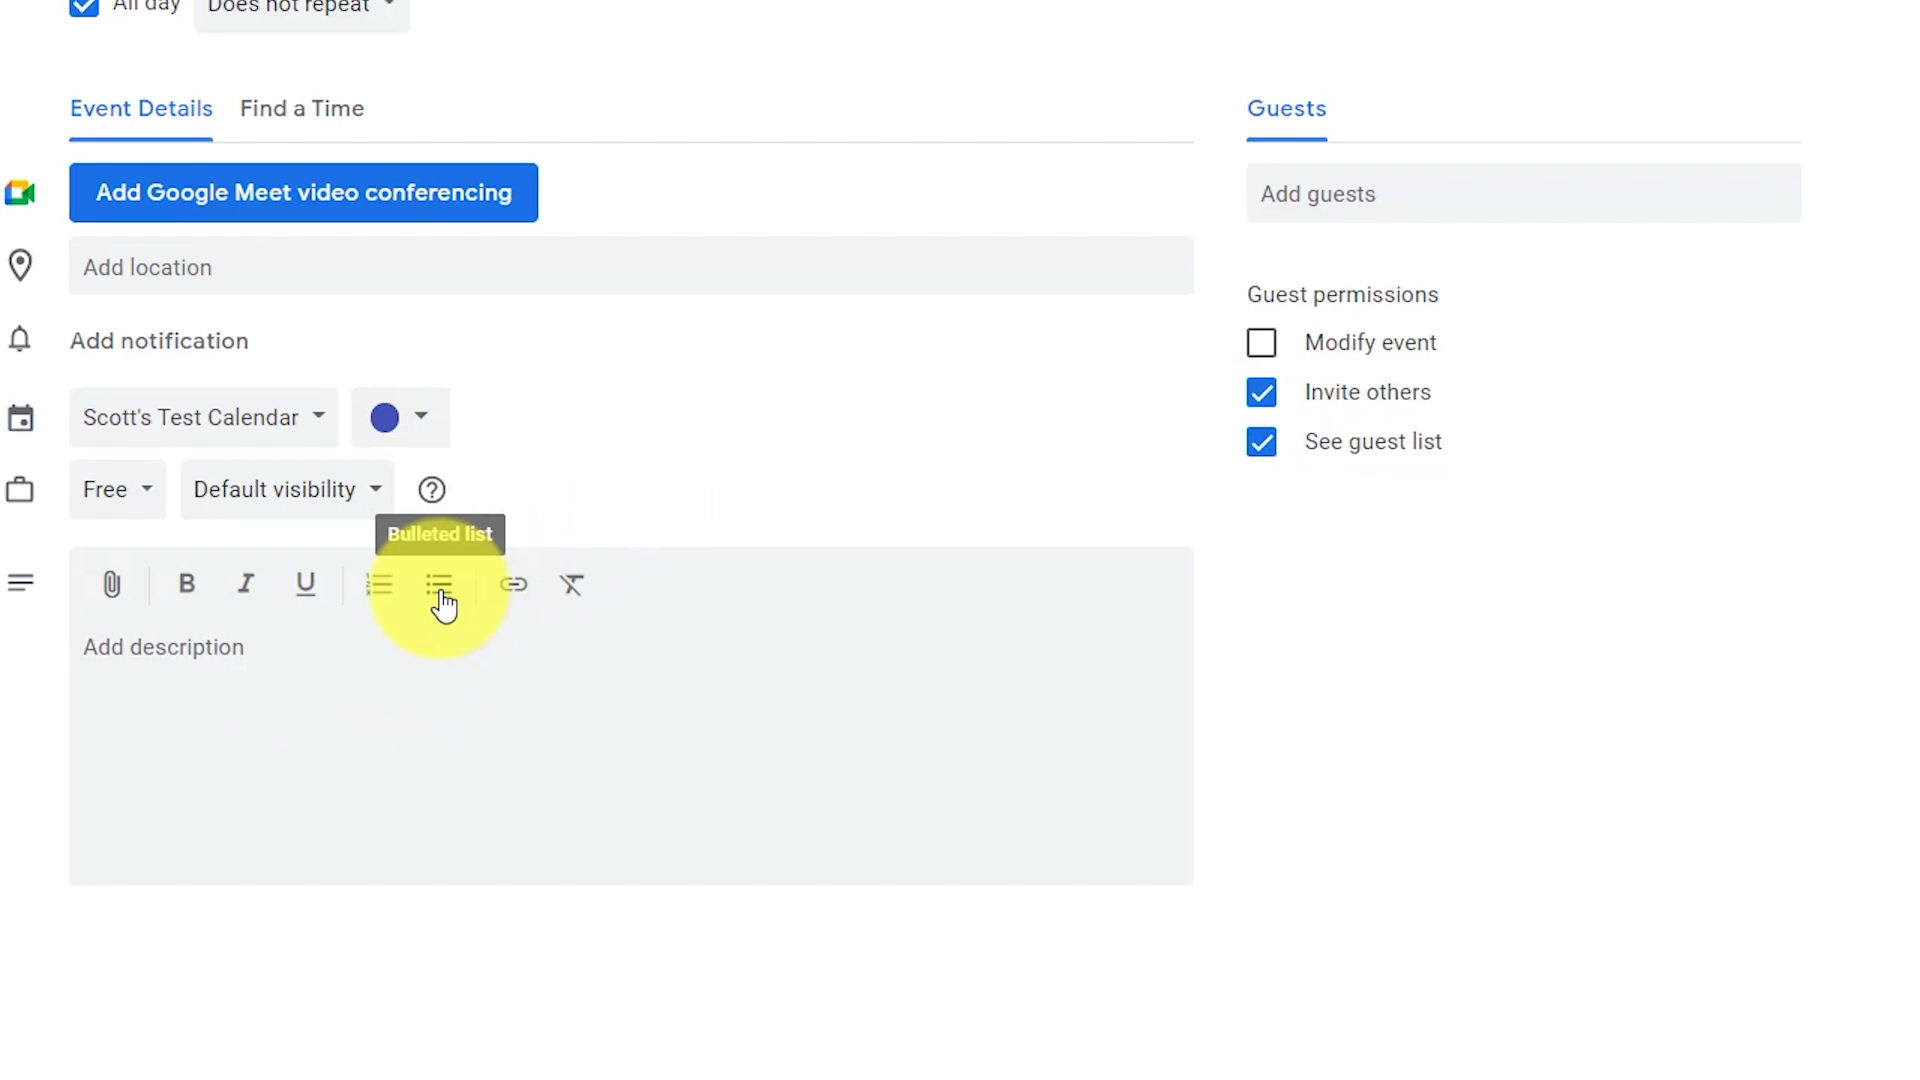 All day Does not repeat
Event Details Find a Time
Guests
Add Google Meet video conferencing
Add guests
Add location
Guest permissions
Add notification
Modify event
Invite others
Scott's Test Calendar
See guest list
Free Default visibility
Bulleted list
B I U
Add description